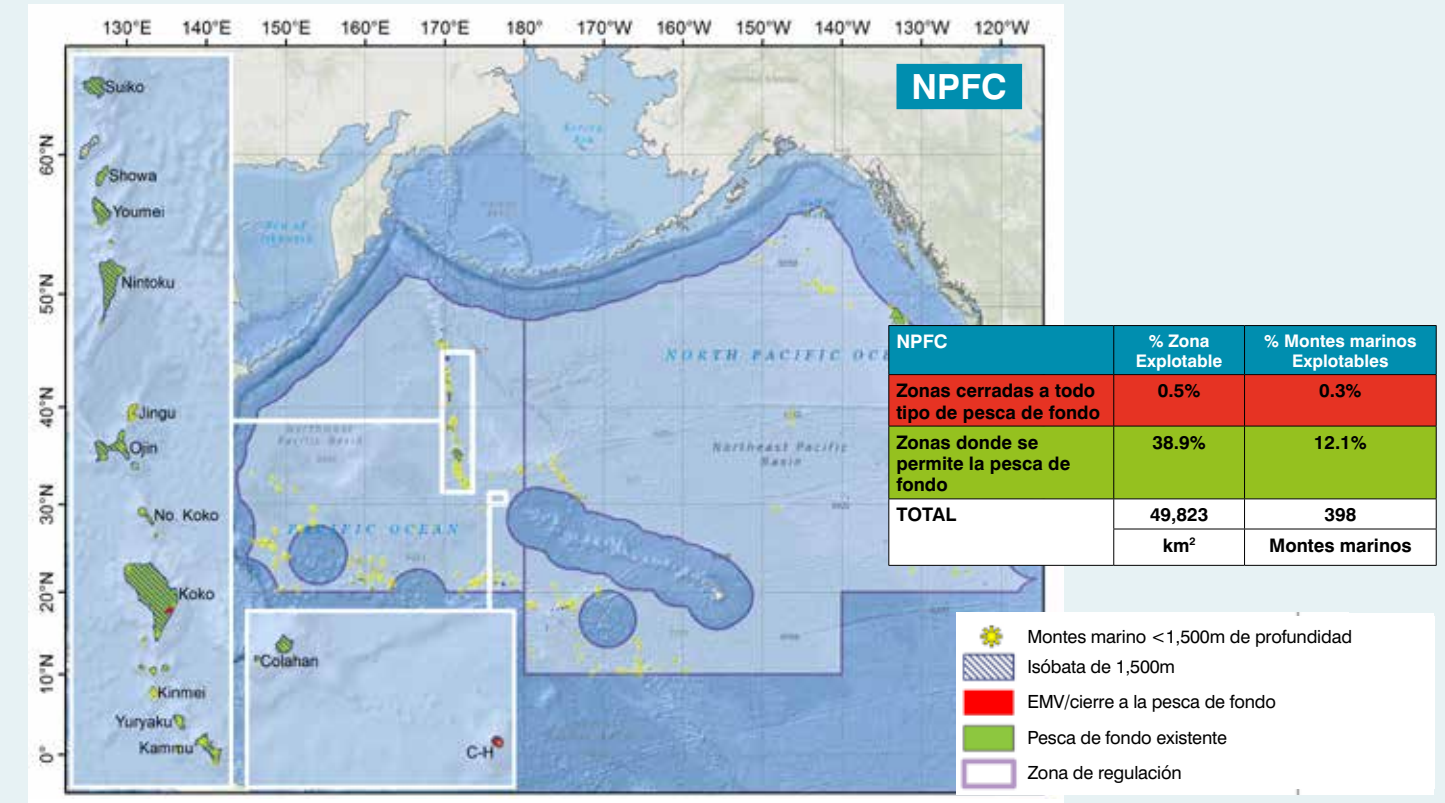 130°E 140°E 150°E 160°E 170°E 180° 170°W 160°W 150°W 140°W 130°W 120°W
NPFC
60°N
50°N
40°N
30°N
20°N
10°N
0°
Suiko
Showa
Youmei
Nintoku
Jingu
Ojin
No. Koko
Koko
Kinmei
Yuryaku
Kammu
Colahan
C-H
NORTH PACIFIC OCE
Northeast Pacific
Basin
PACIFIC OCEAN
NPFC
% Zona
Explotable
% Montes marinos
Explotables
Zonas cerradas a todo
tipo de pesca de fondo
0.5%
0.3%
Zonas donde se
permite la pesca de
fondo
38.9%
12.1%
TOTAL
49,823
398
km²
Montes marinos
Montes marino <1,500m de profundidad
Isóbata de 1,500m
EMV/cierre a la pesca de fondo
Pesca de fondo existente
Zona de regulación